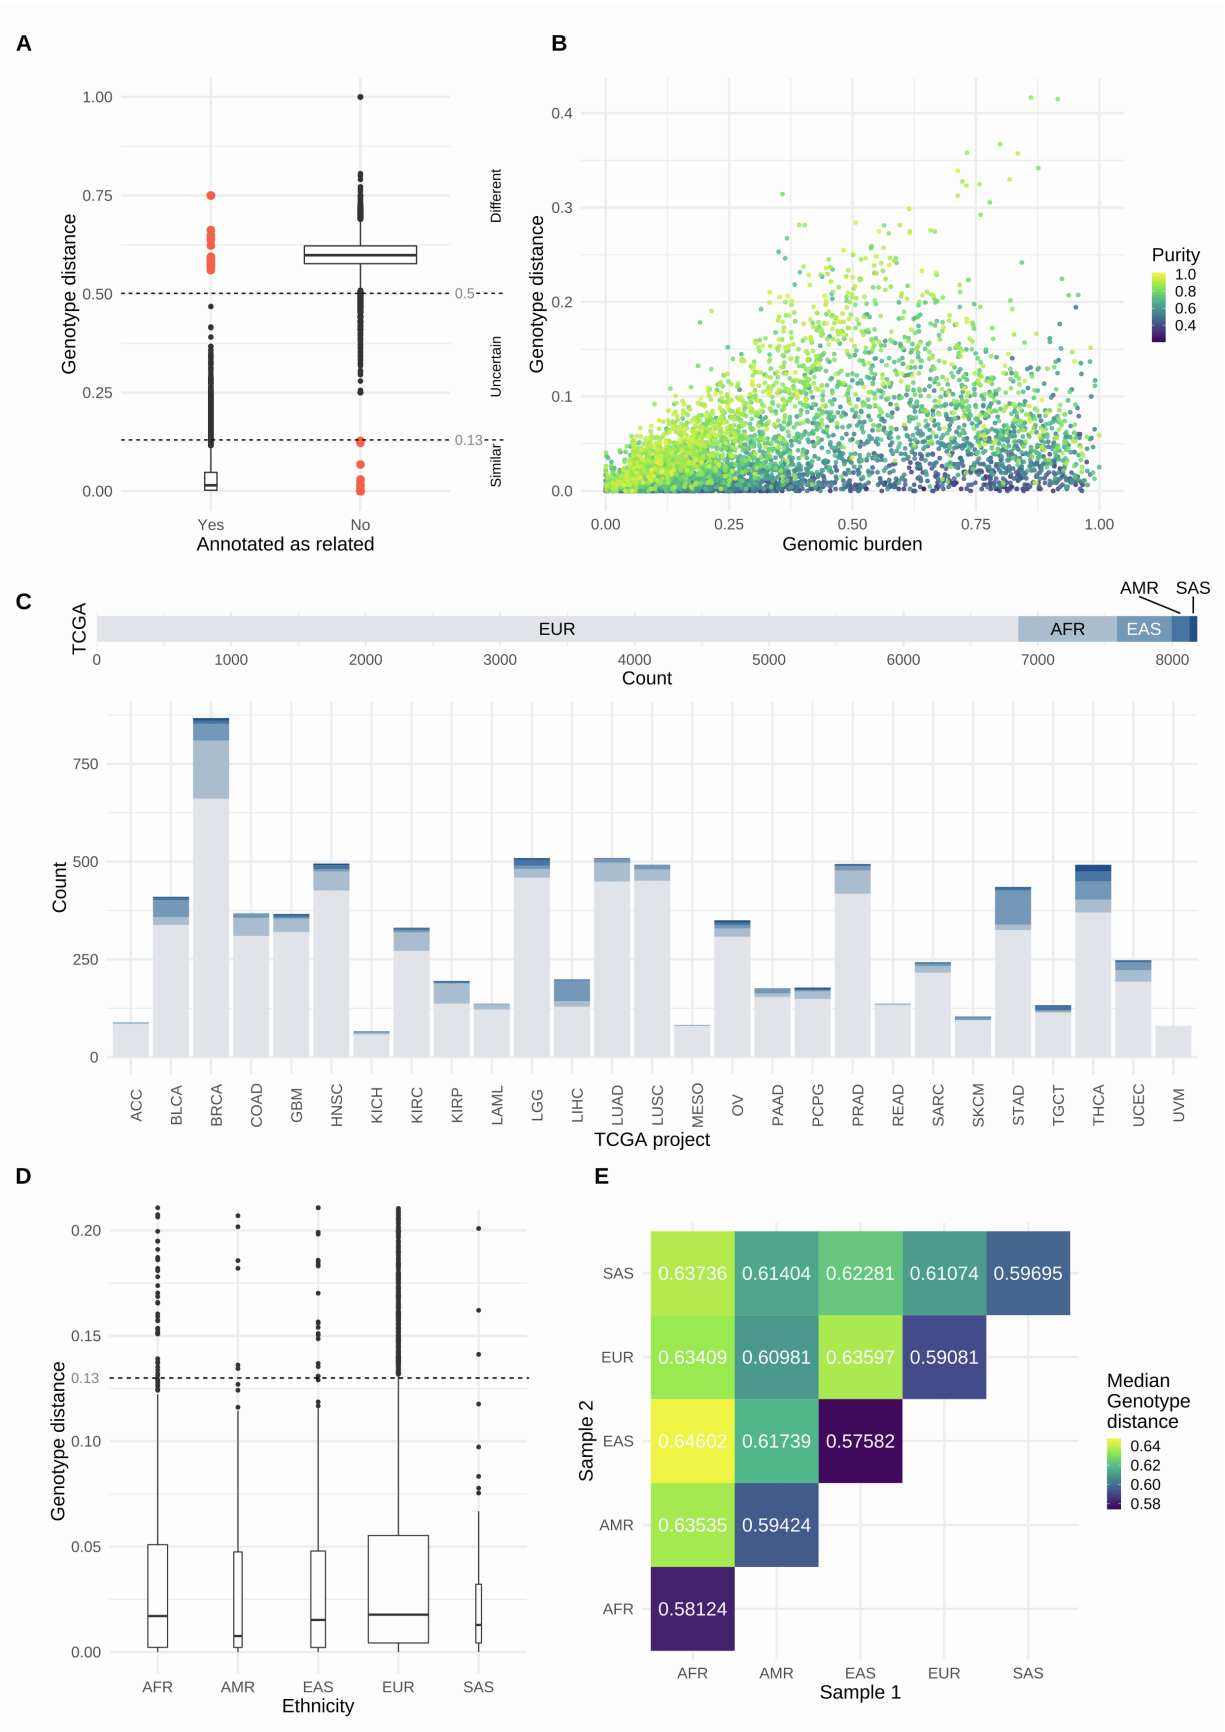 A
B
1.00
0.75
0.50
0.25
0.00
Genotype distance
Different
Uncertain
Similar
0.5
0.13
Yes
No
Annotated as related
0.4
0.3
0.2
0.1
0.0
Genotype distance
0.00
0.25
0.50
0.75
1.00
Genomic burden
Purity
1.0
0.8
0.6
0.4
C
AMR
SAS
TCGA
EUR
AFR
EAS
0
1000
2000
3000
4000
5000
6000
7000
8000
Count
750
500
250
0
Count
ACC
BLCA
BRCA
COAD
GBM
HNSC
KICH
KIRC
KIRP
LAML
LGG
LIHC
LUAD
LUSC
MESO
OV
PAAD
PCPG
PRAD
READ
SARC
SKCM
STAD
TGCT
THCA
UCEC
UVM
TCGA project
D
E
0.20
0.15
0.13
0.10
0.05
0.00
Genotype distance
AFR
AMR
EAS
EUR
SAS
Ethnicity
SAS
0.63736
0.61404
0.62281
0.61074
0.59695
EUR
0.63409
0.60981
0.63597
0.59081
EAS
0.64602
0.61739
0.57582
AMR
0.63535
0.59424
AFR
0.58124
Sample 2
AFR
AMR
EAS
EUR
SAS
Sample 1
Median
Genotype
distance
0.64
0.62
0.60
0.58